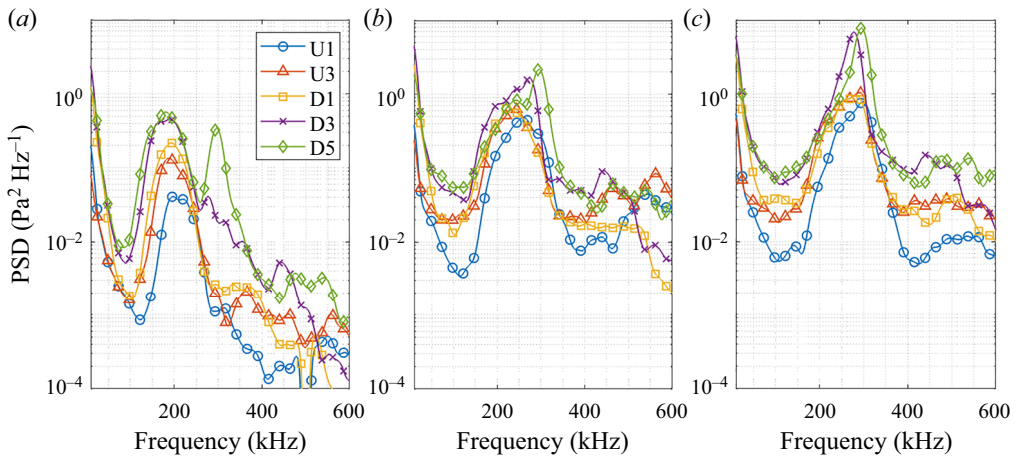 (a) (b) (c)
U1
U3
D1
D3
D5
PSD (Pa² Hz⁻¹)
10⁰ 10⁰ 10⁰
10⁻² 10⁻² 10⁻²
10⁻⁴ 10⁻⁴ 10⁻⁴
200 400 600 200 400 600 200 400 600
Frequency (kHz) Frequency (kHz) Frequency (kHz)